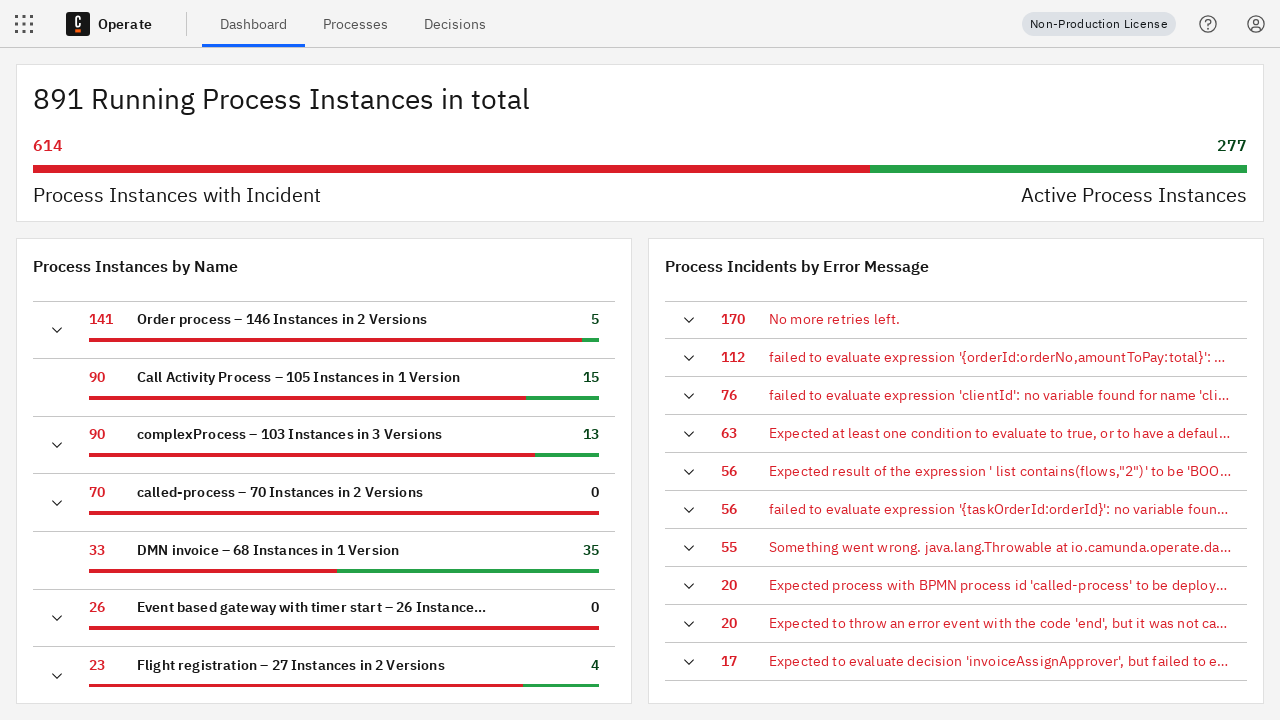 Operate
Dashboard
Processes
Decisions
Non-Production License
891 Running Process Instances in total
614
277
Process Instances with Incident
Active Process Instances
Process Instances by Name
141 Order process – 146 Instances in 2 Versions 5
90 Call Activity Process – 105 Instances in 1 Version 15
90 complexProcess – 103 Instances in 3 Versions 13
70 called-process – 70 Instances in 2 Versions 0
33 DMN invoice – 68 Instances in 1 Version 35
26 Event based gateway with timer start – 26 Instance... 0
23 Flight registration – 27 Instances in 2 Versions 4
Process Incidents by Error Message
170 No more retries left.
112 failed to evaluate expression '{orderId:orderNo,amountToPay:total}': ...
76 failed to evaluate expression 'clientId': no variable found for name 'cli...
63 Expected at least one condition to evaluate to true, or to have a defaul...
56 Expected result of the expression ' list contains(flows,"2")' to be 'BOO...
56 failed to evaluate expression '{taskOrderId:orderId}': no variable foun...
55 Something went wrong. java.lang.Throwable at io.camunda.operate.da...
20 Expected process with BPMN process id 'called-process' to be deploy...
20 Expected to throw an error event with the code 'end', but it was not ca...
17 Expected to evaluate decision 'invoiceAssignApprover', but failed to e...